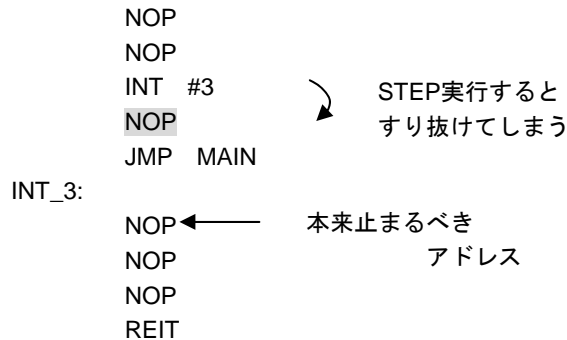 NOP
NOP
INT #3
STEP実行すると
NOP
すり抜けてしまう
JMP MAIN
INT_3:
NOP
本来止まるべき
NOP
アドレス
NOP
REIT